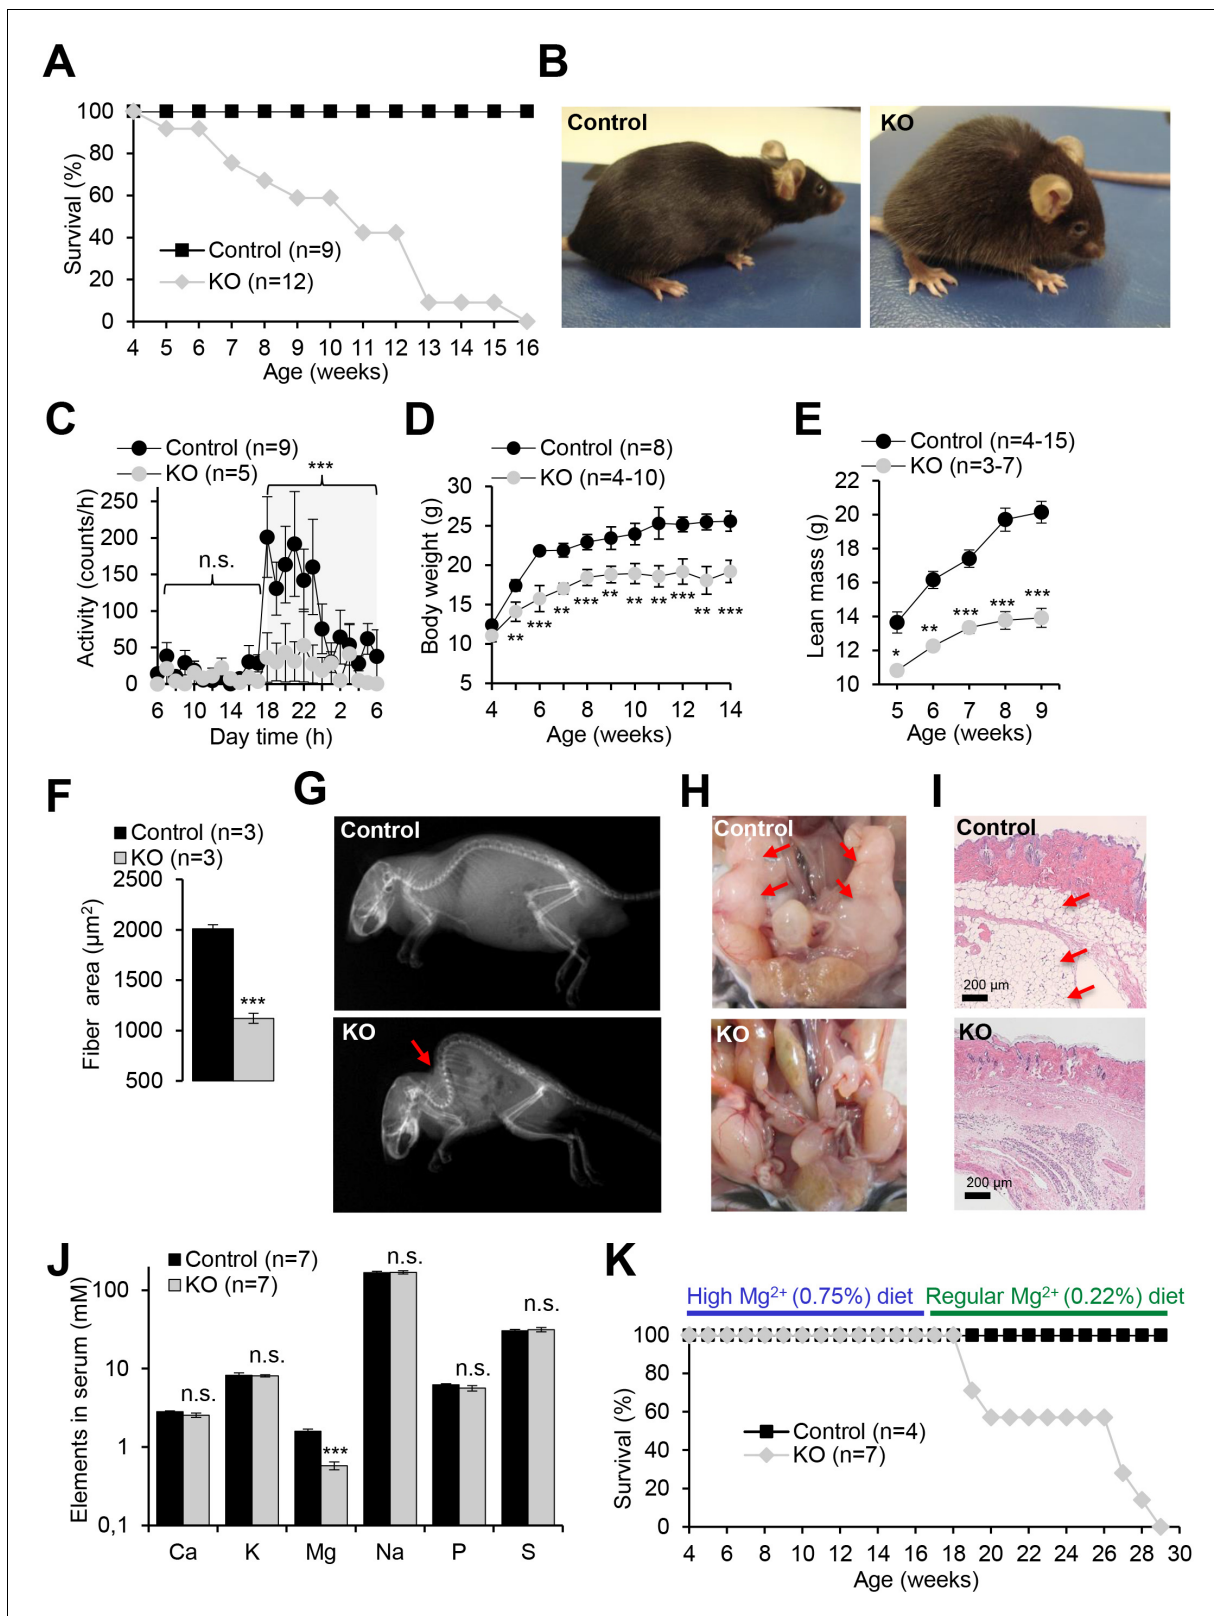 A
100
80
60
40
20
0
Survival (%)
Control (n=9)
KO (n=12)
4 5 6 7 8 9 10 11 12 13 14 15 16
Age (weeks)
B
Control
KO
C
Control (n=9)
KO (n=5)
***
n.s.
250
200
150
100
50
0
Activity (counts/h)
6 10 14 18 22 2 6
Day time (h)
D
Control (n=8)
KO (n=4-10)
30
25
20
15
10
5
Body weight (g)
** *** ** *** ** ** ** *** ** ***
4 6 8 10 12 14
Age (weeks)
E
Control (n=4-15)
KO (n=3-7)
22
20
18
16
14
12
10
Lean mass (g)
* ** *** *** ***
5 6 7 8 9
Age (weeks)
F
Control (n=3)
KO (n=3)
2500
2000
1500
1000
500
Fiber area (µm²)
***
G
Control
KO
H
Control
KO
I
Control
200 µm
KO
200 µm
J
Control (n=7)
KO (n=7)
100
10
1
0,1
Elements in serum (mM)
n.s. n.s. *** n.s. n.s. n.s.
Ca K Mg Na P S
K
High Mg²⁺ (0.75%) diet Regular Mg²⁺ (0.22%) diet
100
80
60
40
20
0
Survival (%)
Control (n=4)
KO (n=7)
4 6 8 10 12 14 16 18 20 22 24 26 28 30
Age (weeks)